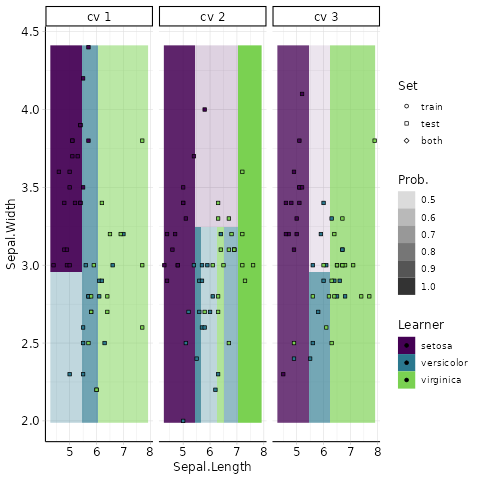 cv 1 cv 2 cv 3
4.5
4.0
3.5
3.0
2.5
2.0
Sepal.Width
5 6 7 8 5 6 7 8 5 6 7 8
Sepal.Length
Set
train
test
both
Prob.
0.5
0.6
0.7
0.8
0.9
1.0
Learner
setosa
versicolor
virginica